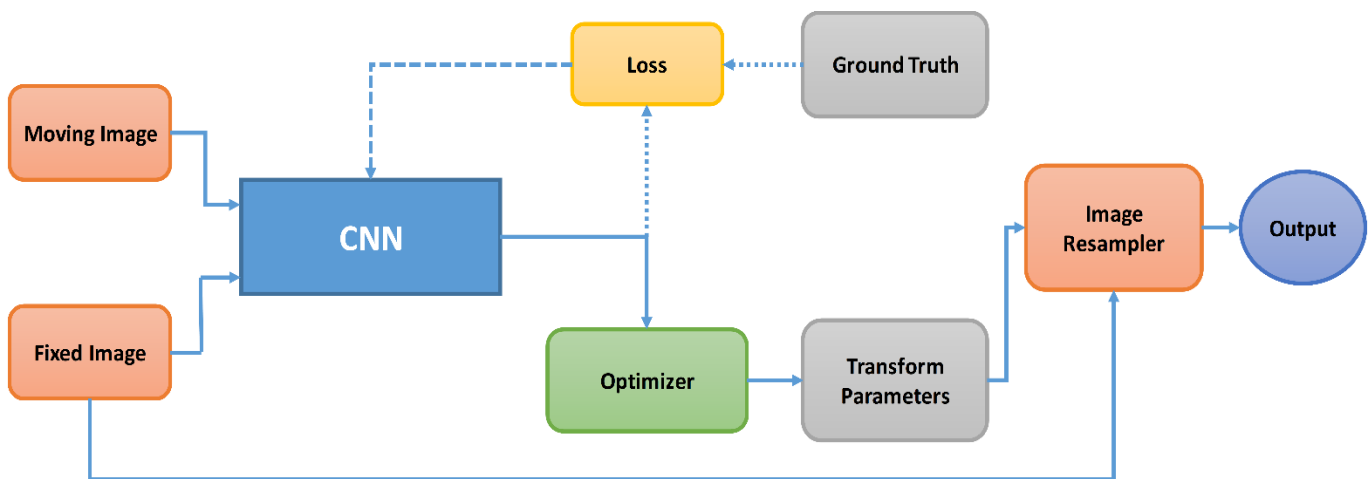 Loss
Ground Truth
Moving Image
CNN
Image
Resampler
Output
Fixed Image
Optimizer
Transform
Parameters